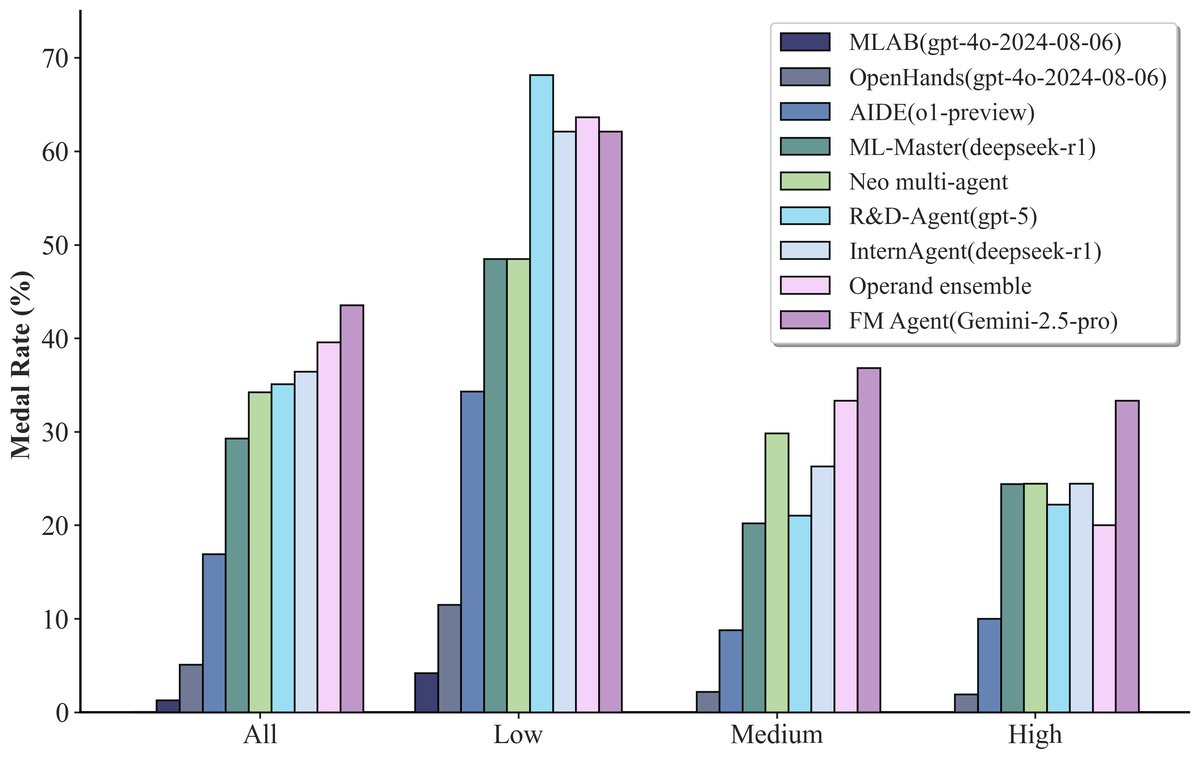 Medal Rate (%)
70
60
50
40
30
20
10
0
MLAB(gpt-4o-2024-08-06)
OpenHands(gpt-4o-2024-08-06)
AIDE(o1-preview)
ML-Master(deepseek-r1)
Neo multi-agent
R&D-Agent(gpt-5)
InternAgent(deepseek-r1)
Operand ensemble
FM Agent(Gemini-2.5-pro)
All
Low
Medium
High